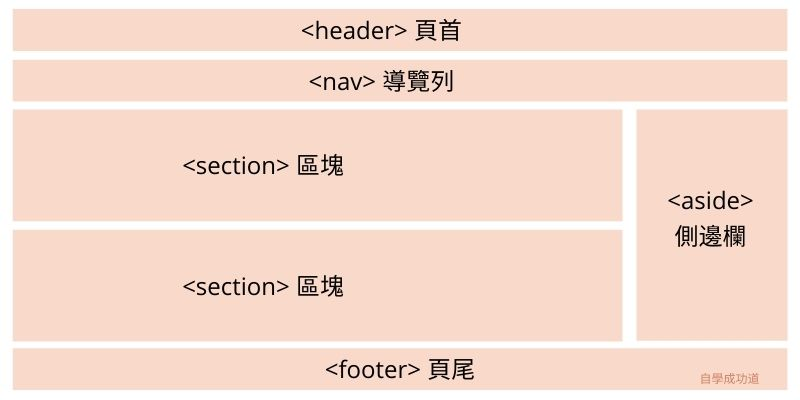 <header> 頁首
<nav> 導覽列
<section> 區塊
<aside>
側邊欄
<section> 區塊
<footer> 頁尾
自學成功道